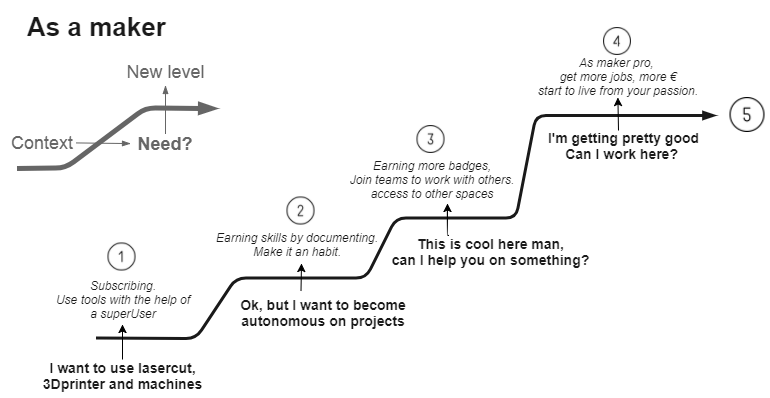 As a maker
New level
Context
Need?
1
Subscribing.
Use tools with the help of
a superUser
I want to use lasercut,
3Dprinter and machines
2
Earning skills by documenting.
Make it an habit.
Ok, but I want to become
autonomous on projects
3
Earning more badges,
Join teams to work with others.
access to other spaces
This is cool here man,
can I help you on something?
4
As maker pro,
get more jobs, more €
start to live from your passion.
I'm getting pretty good
Can I work here?
5